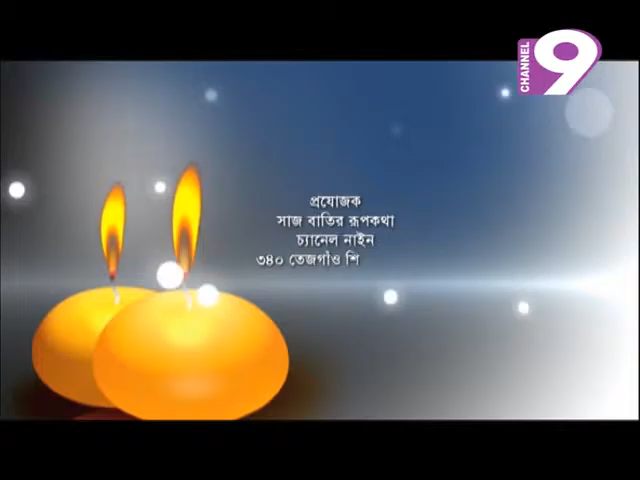 CHANNEL 9
প্রযোজক
সাজ বাতির রূপকথা
চ্যানেল নাইন
৩৪০ তেজগাঁও শি